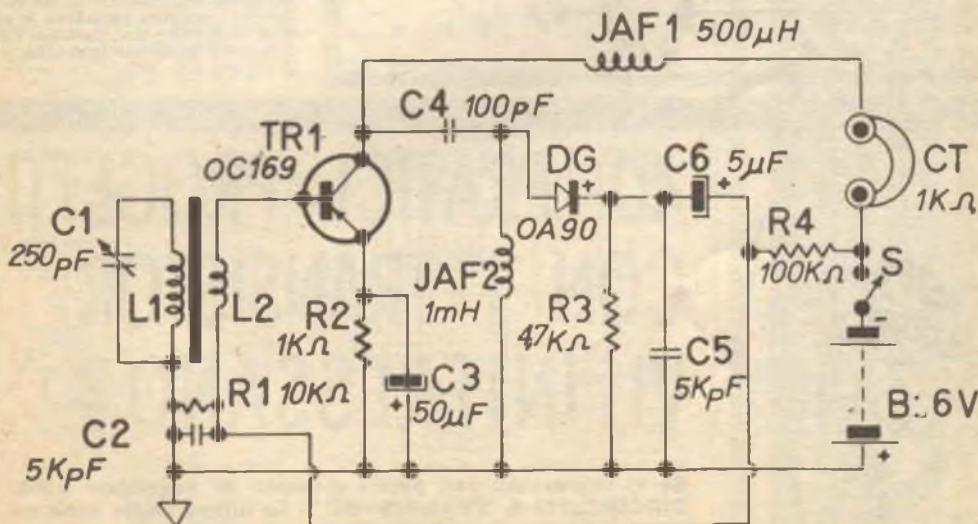 JAF1 500µH
C4 100pF
TR1
OC169
DG
+
OA90
C6 5µF
+
CT
1KΩ
C1
250pF
L1
L2
JAF2
1mH
R4
100KΩ
S
R2
1KΩ
R3
47KΩ
C5
5KpF
-
B:6V
+
R1 10KΩ
C3
+
50µF
C2
5KpF